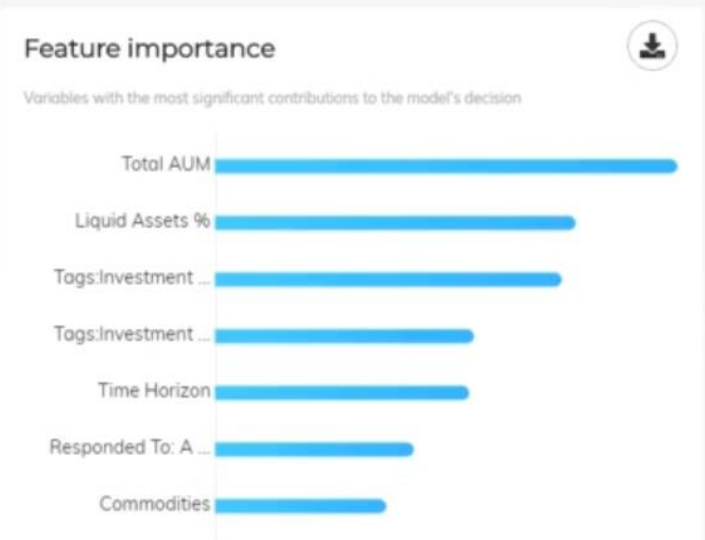 Feature importance
Variables with the most significant contributions to the model's decision
Total AUM
Liquid Assets %
Tags:Investment ...
Tags:Investment ...
Time Horizon
Responded To: A ...
Commodities